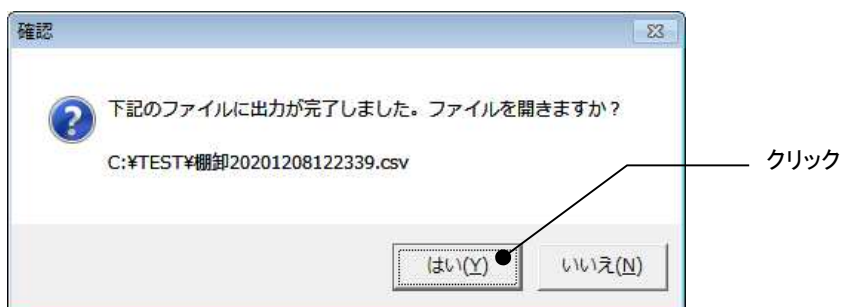 確認
下記のファイルに出力が完了しました。ファイルを開きますか？
C:¥TEST¥棚卸20201208122339.csv
クリック
はい(Y)
いいえ(N)